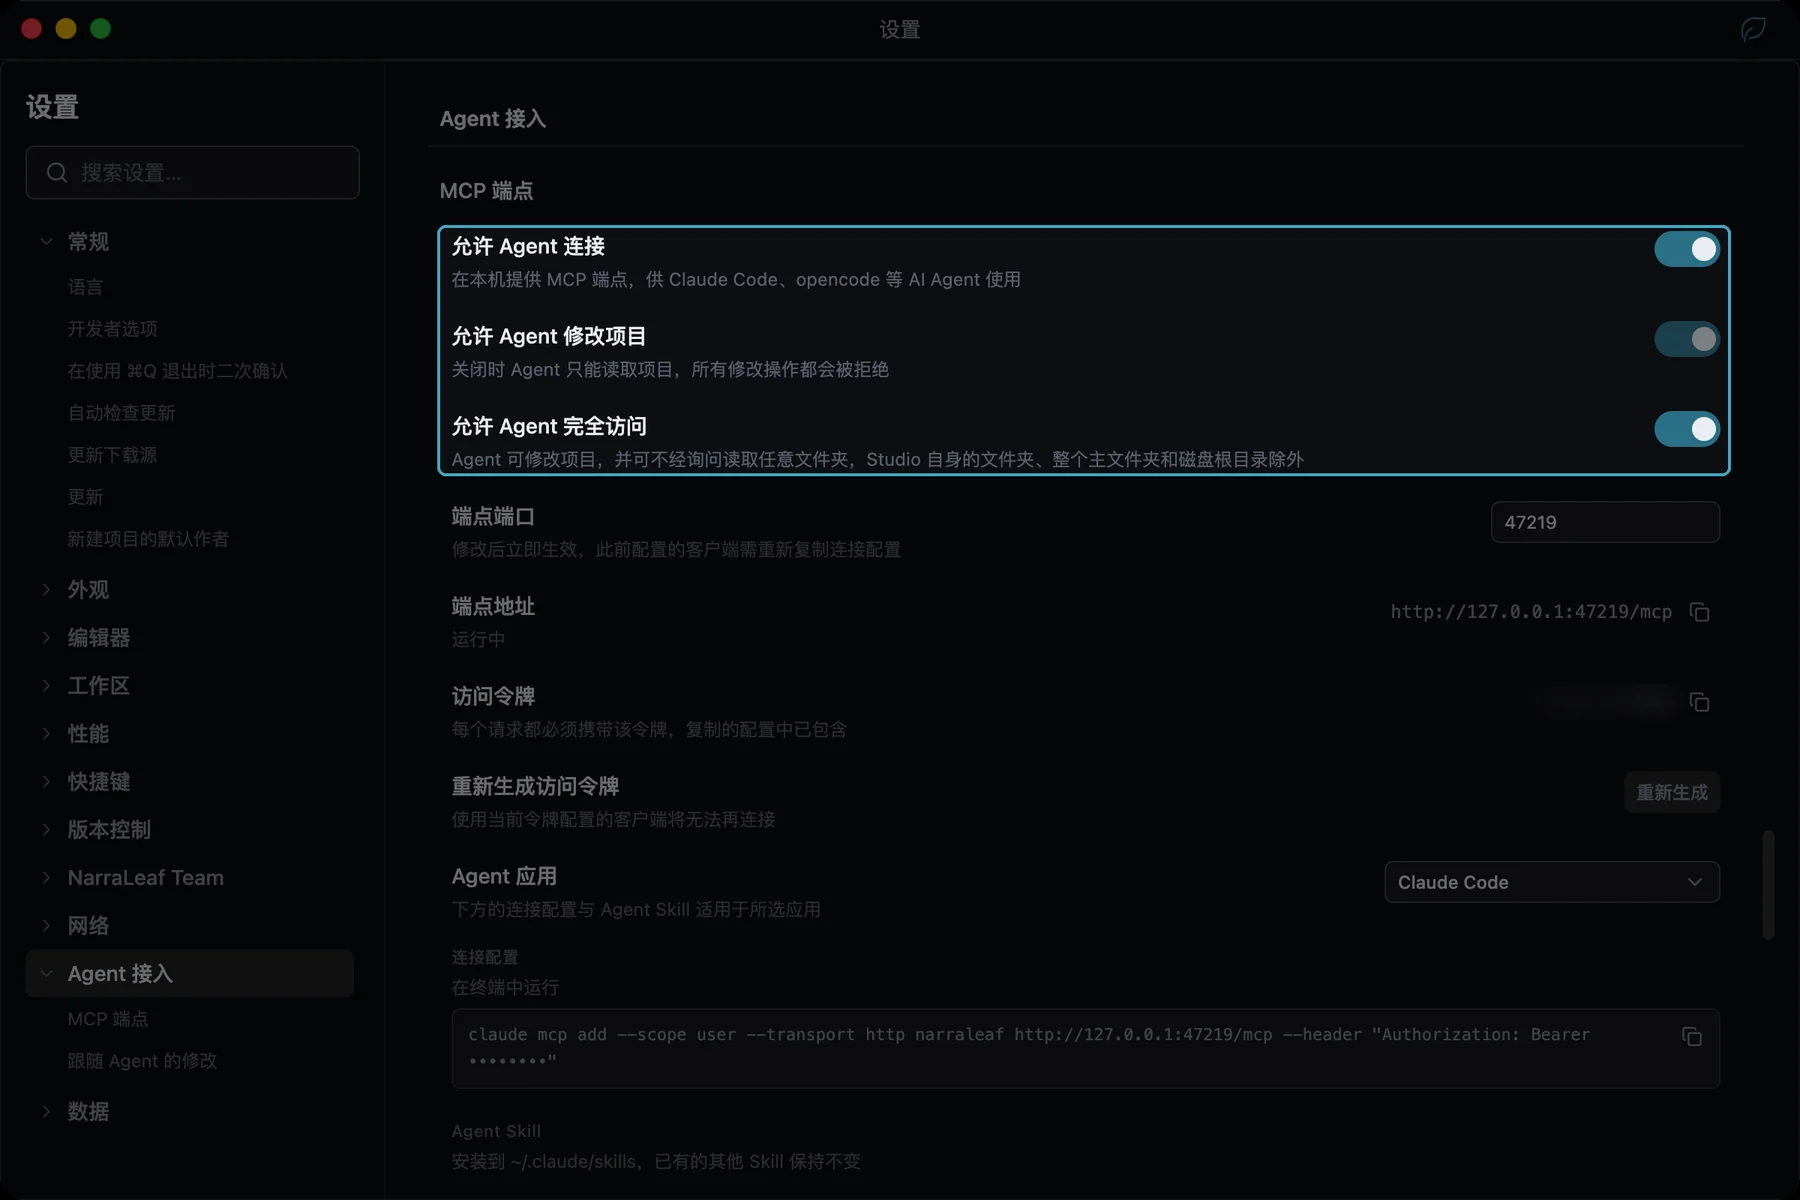 设置
设置
搜索设置...
常规
语言
开发者选项
在使用 ⌘Q 退出时二次确认
自动检查更新
更新下载源
更新
新建项目的默认作者
外观
编辑器
工作区
性能
快捷键
版本控制
NarraLeaf Team
网络
Agent 接入
MCP 端点
跟随 Agent 的修改
数据
Agent 接入
MCP 端点
允许 Agent 连接
在本机提供 MCP 端点，供 Claude Code、opencode 等 AI Agent 使用
允许 Agent 修改项目
关闭时 Agent 只能读取项目，所有修改操作都会被拒绝
允许 Agent 完全访问
Agent 可修改项目，并可不经询问读取任意文件夹，Studio 自身的文件夹、整个主文件夹和磁盘根目录除外
端点端口
47219
修改后立即生效，此前配置的客户端需重新复制连接配置
端点地址
http://127.0.0.1:47219/mcp
运行中
访问令牌
每个请求都必须携带该令牌，复制的配置中已包含
重新生成访问令牌
重新生成
使用当前令牌配置的客户端将无法再连接
Agent 应用
Claude Code
下方的连接配置与 Agent Skill 适用于所选应用
连接配置
在终端中运行
claude mcp add --scope user --transport http narraleaf http://127.0.0.1:47219/mcp --header "Authorization: Bearer
••••••••"
Agent Skill
安装到 ~/.claude/skills，已有的其他 Skill 保持不变